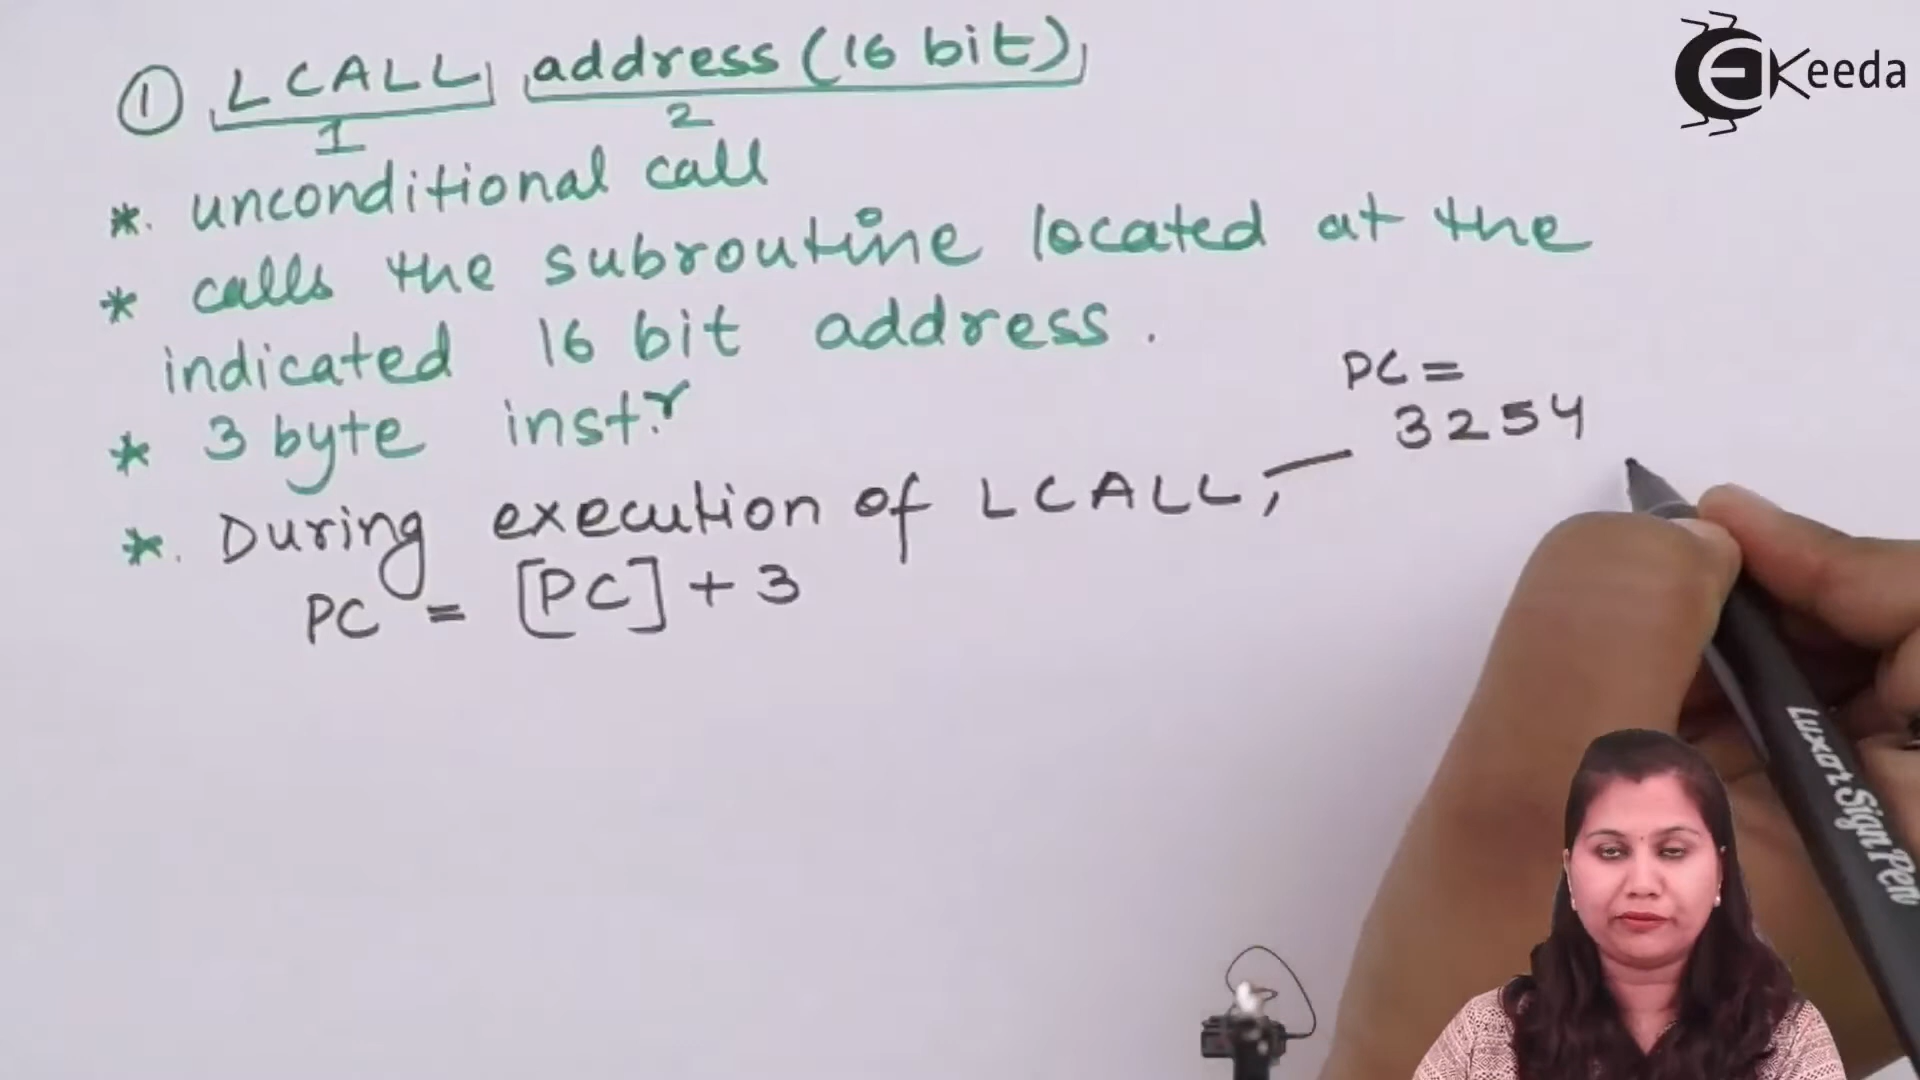 ① LCALL address (16 bit)
1 2
*. unconditional call
* calls the subroutine located at the
indicated 16 bit address.
* 3 byte instr
*. During execution of LCALL,
PC = [PC] + 3
PC =
3254
EKeeda
Luxor Sign Pen